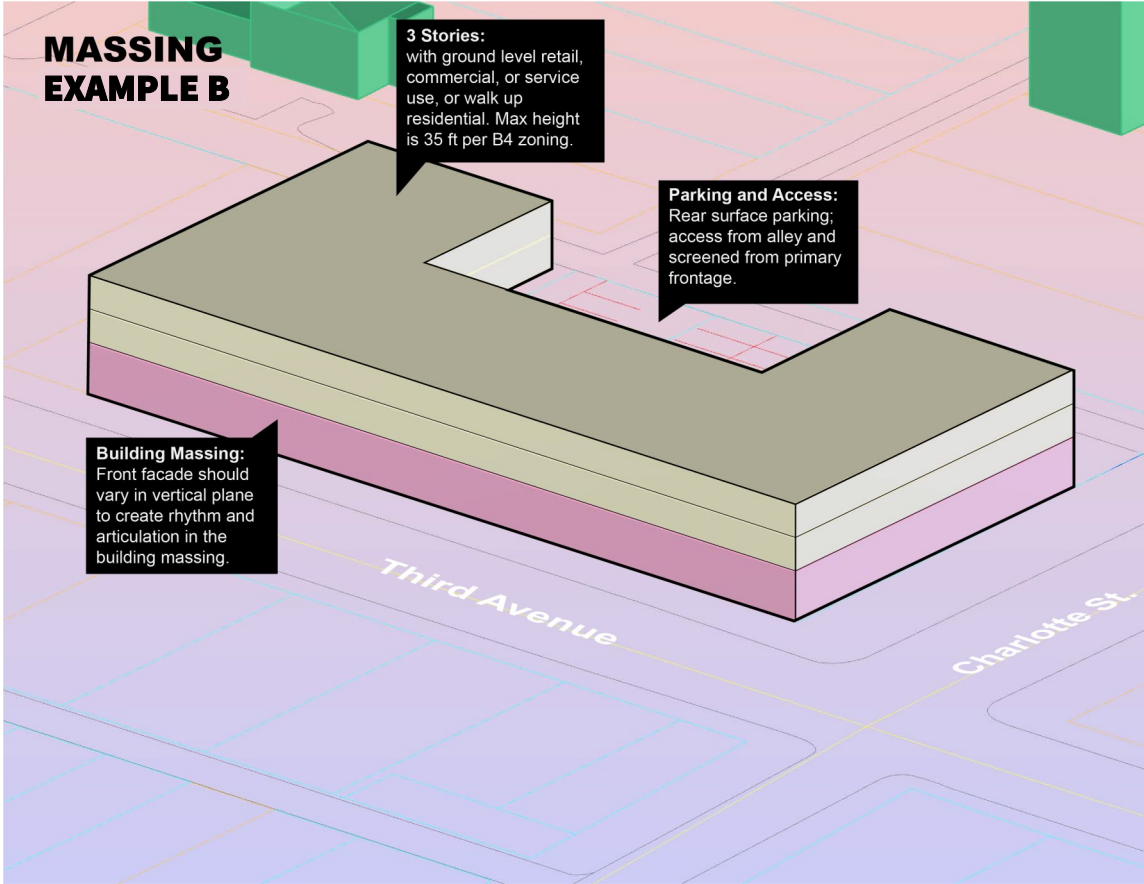 MASSING
EXAMPLE B
3 Stories:
with ground level retail,
commercial, or service
use, or walk up
residential. Max height
is 35 ft per B4 zoning.
Parking and Access:
Rear surface parking;
access from alley and
screened from primary
frontage.
Building Massing:
Front facade should
vary in vertical plane
to create rhythm and
articulation in the
building massing.
Third Avenue
Charlotte St.